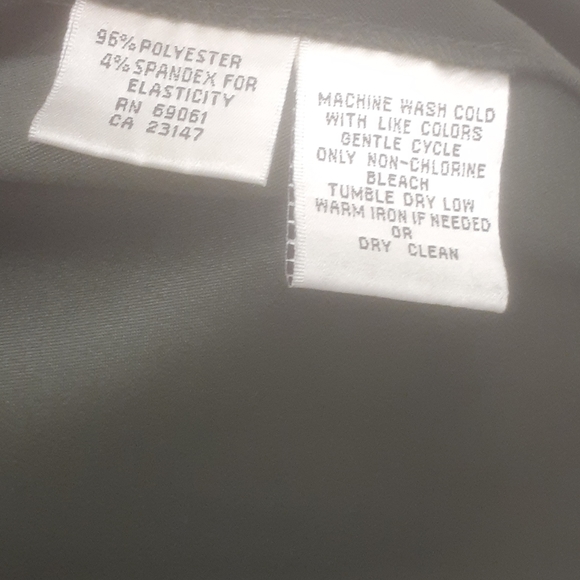 96% POLYESTER
4% SPANDEX FOR
ELASTICITY
RN 69061
CA 23147
MACHINE WASH COLD
WITH LIKE COLORS
GENTLE CYCLE
ONLY NON-CHLORINE
BLEACH
TUMBLE DRY LOW
WARM IRON IF NEEDED
OR
DRY CLEAN